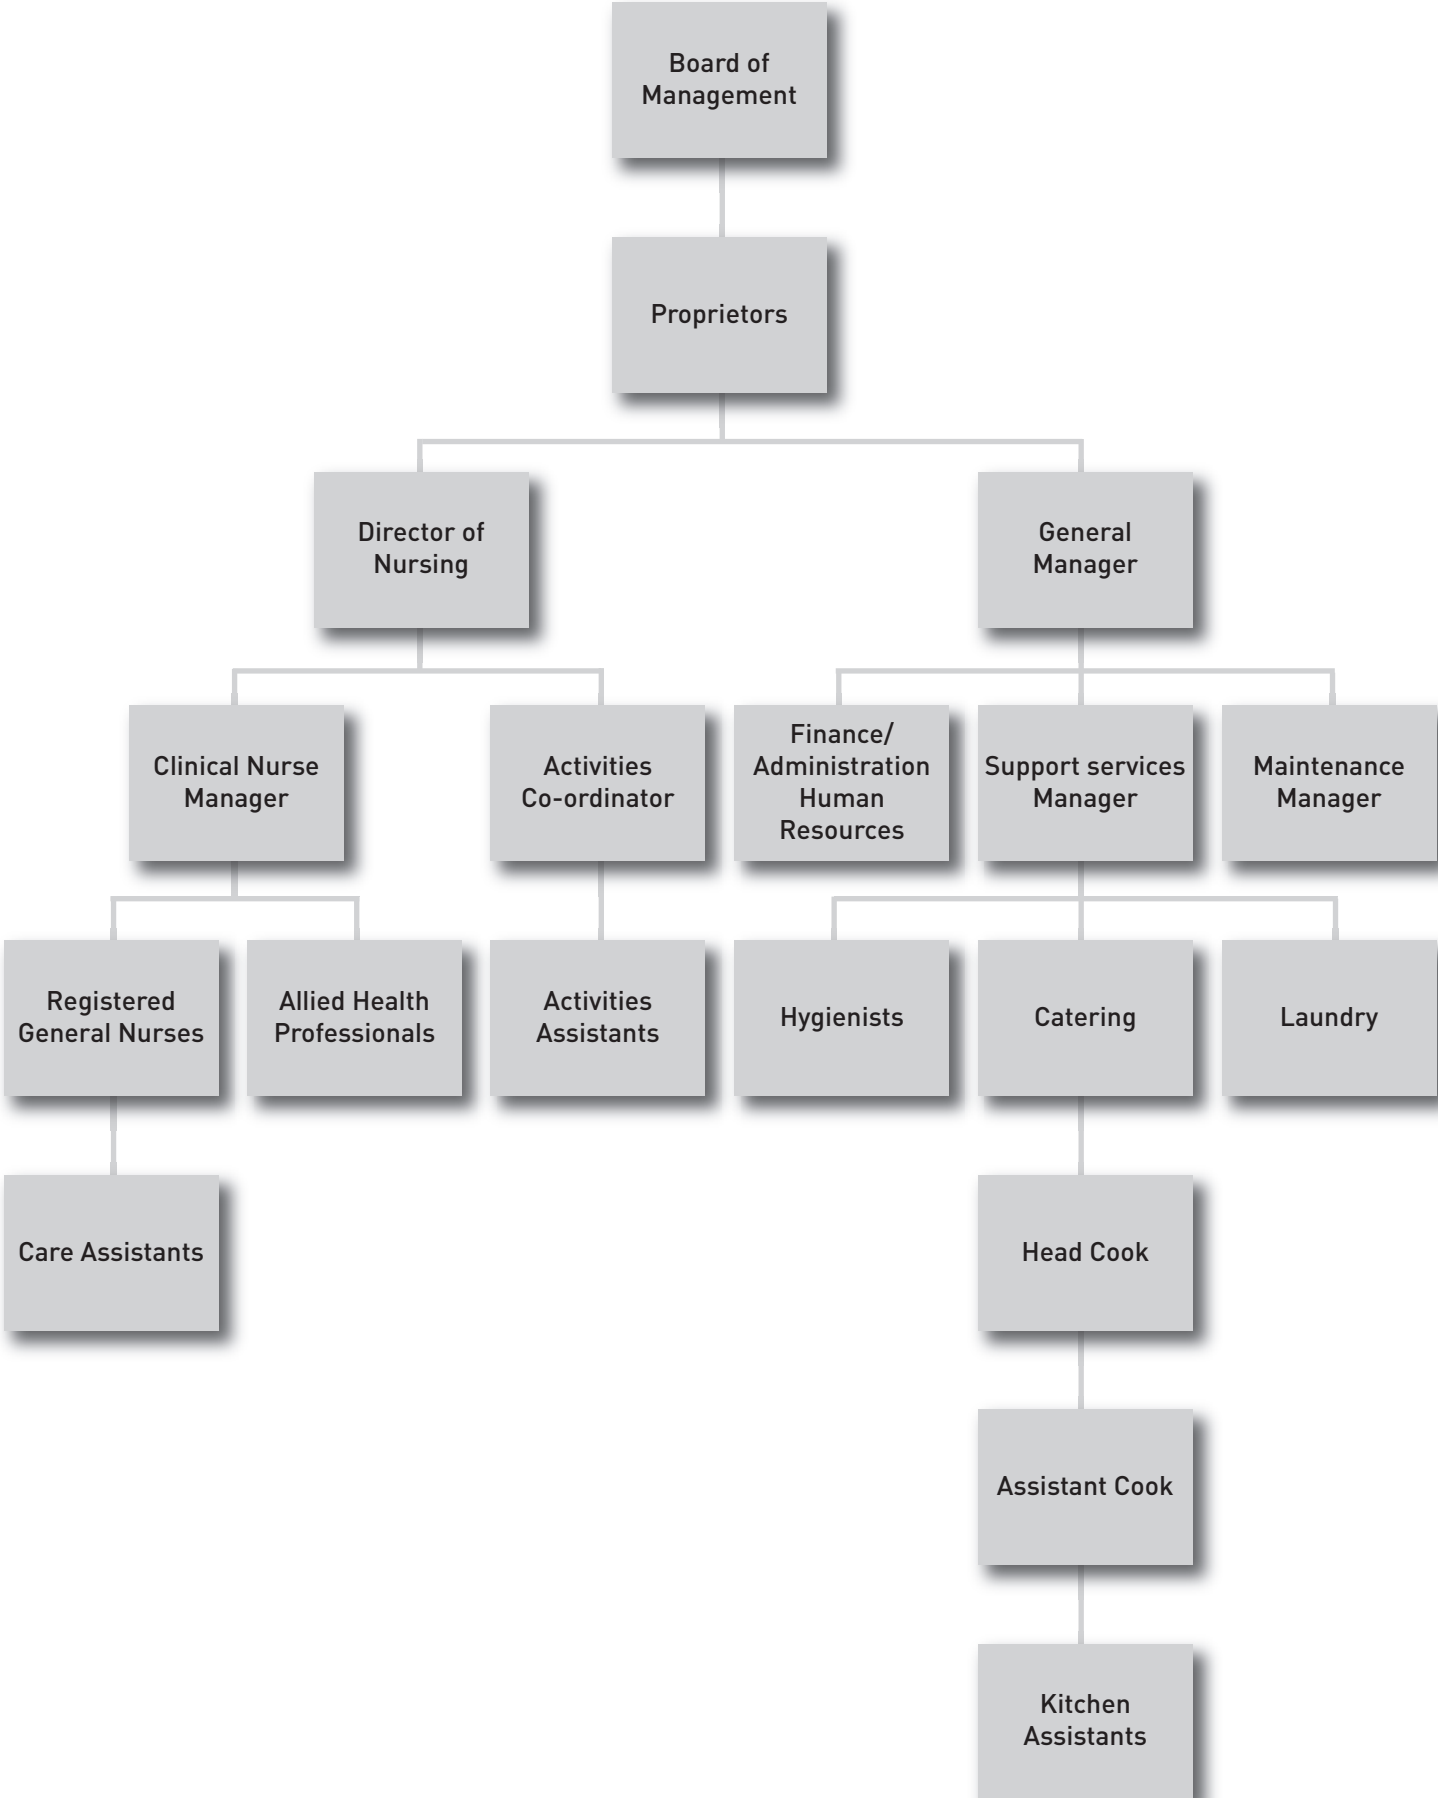 Board of
Management
Proprietors
Director of
Nursing
General
Manager
Clinical Nurse
Manager
Activities
Co-ordinator
Finance/
Administration
Human
Resources
Support services
Manager
Maintenance
Manager
Registered
General Nurses
Allied Health
Professionals
Activities
Assistants
Hygienists
Catering
Laundry
Care Assistants
Head Cook
Assistant Cook
Kitchen
Assistants